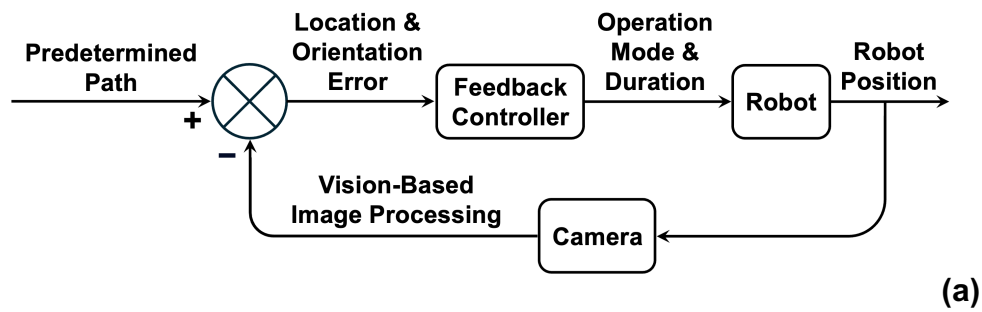 Predetermined
Path
+
−
Location &
Orientation
Error
Feedback
Controller
Operation
Mode &
Duration
Robot
Robot
Position
Vision-Based
Image Processing
Camera
(a)